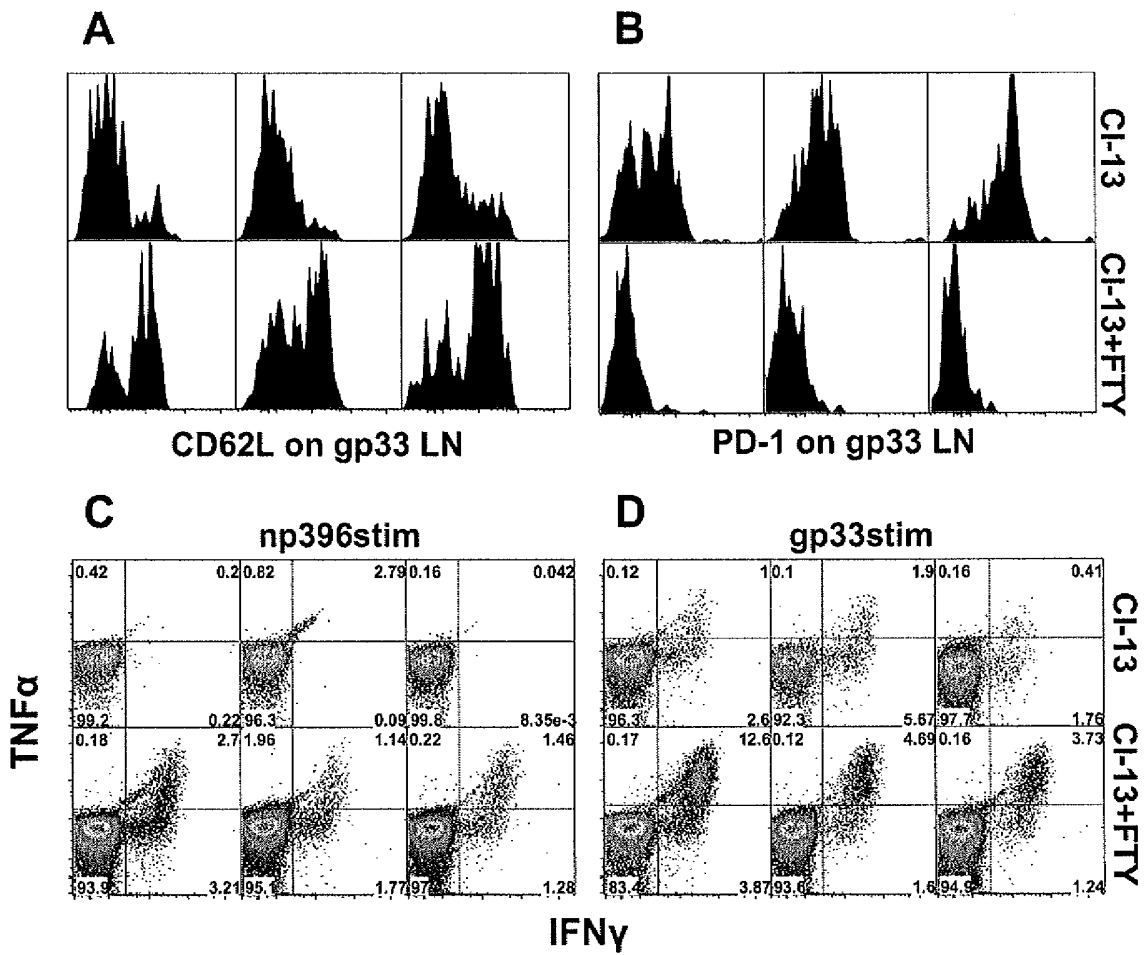 A
B
Cl-13
Cl-13+FTY
CD62L on gp33 LN
PD-1 on gp33 LN
C
D
np396stim
gp33stim
0.42 0.2 0.82 2.79 0.16 0.042
0.12 1 0.1 1.9 0.16 0.41
Cl-13
99.2 0.22 96.3 0.09 99.8 8.35e-3
96.3 2.6 92.3 5.67 97.7 1.76
0.18 2.7 1.96 1.14 0.22 1.46
0.17 12.6 0.12 4.69 0.16 3.73
Cl-13+FTY
93.9 3.21 95.1 1.77 1.28
83.4 3.87 93.6 1.6 94.9 1.24
TNFα
IFNγ